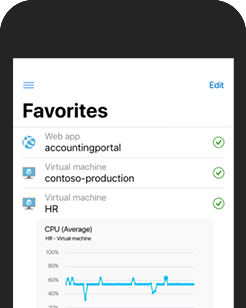 Edit
Favorites
Web app
accountingportal
Virtual machine
contoso-production
Virtual machine
HR
CPU (Average)
HR - Virtual machine
100%
80%
60%
40%
20%